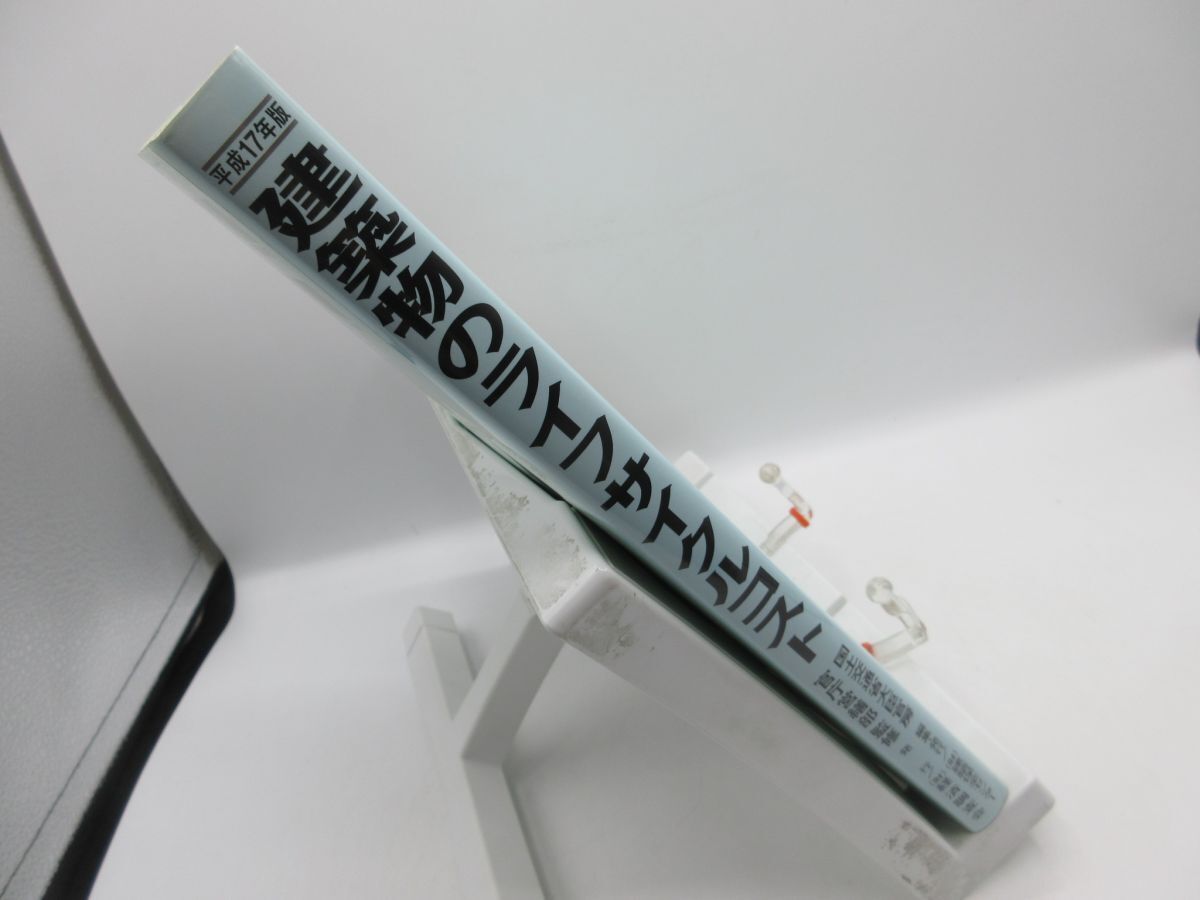 平成17年版
建築物のライフサイクルコスト
国土交通省大臣官房
官庁営繕部 監修